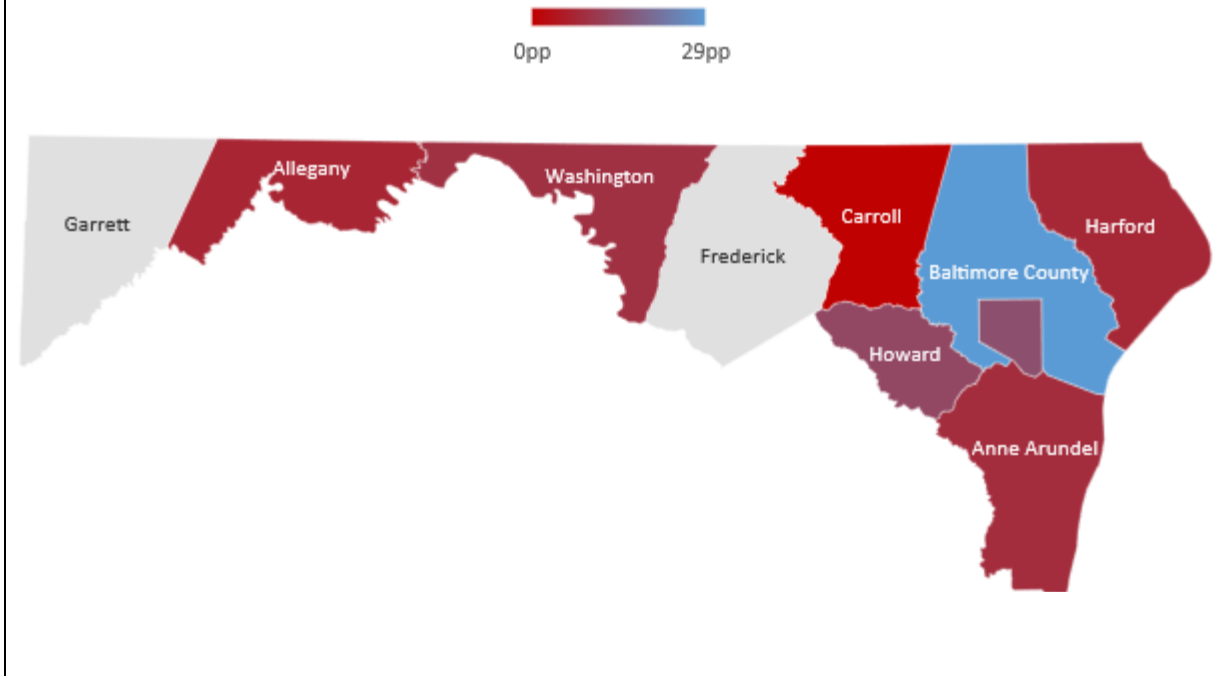 0pp 29pp
Allegany
Washington
Garrett
Carroll
Harford
Frederick
Baltimore County
Howard
Anne Arundel